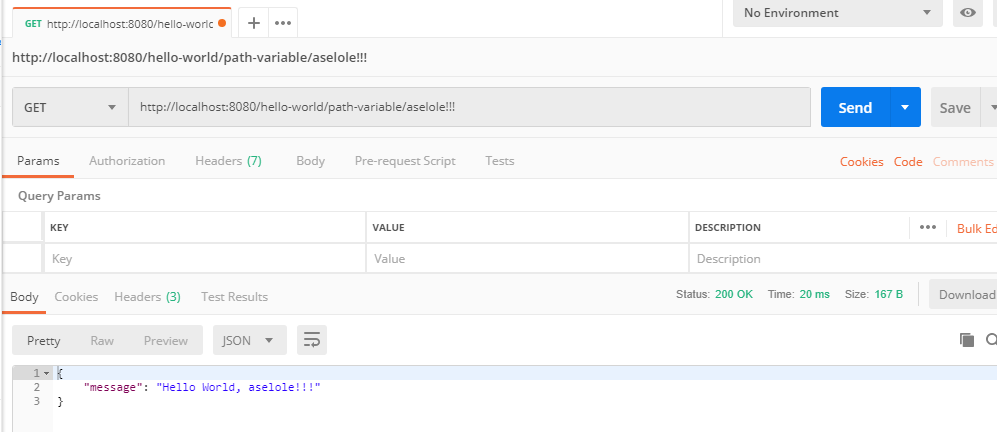 GET http://localhost:8080/hello-world
No Environment
http://localhost:8080/hello-world/path-variable/aselole!!!
GET http://localhost:8080/hello-world/path-variable/aselole!!! Send Save
Params Authorization Headers (7) Body Pre-request Script Tests Cookies Code Comments
Query Params
KEY VALUE DESCRIPTION ••• Bulk Ed
Key Value Description
Body Cookies Headers (3) Test Results Status: 200 OK Time: 20 ms Size: 167 B Download
Pretty Raw Preview JSON
1 {
2 "message": "Hello World, aselole!!!"
3 }